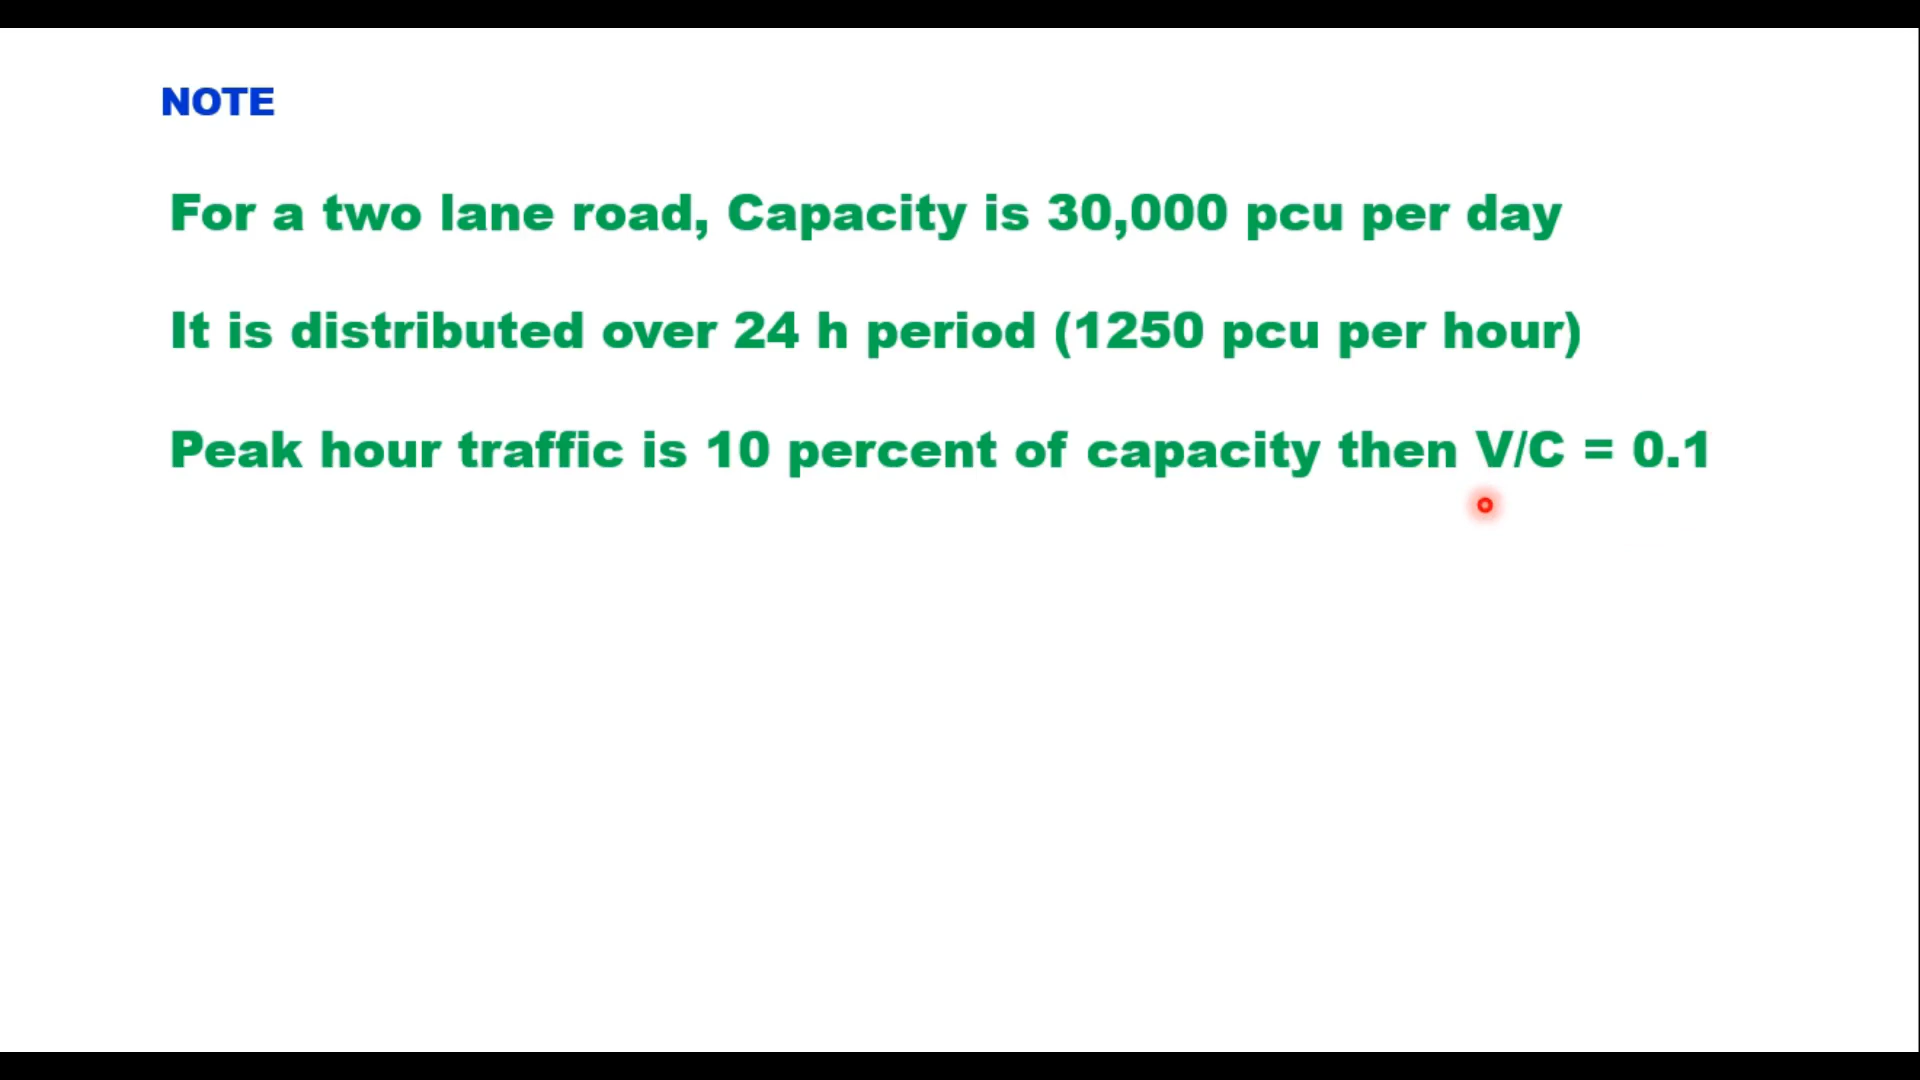 NOTE
For a two lane road, Capacity is 30,000 pcu per day
It is distributed over 24 h period (1250 pcu per hour)
Peak hour traffic is 10 percent of capacity then V/C = 0.1